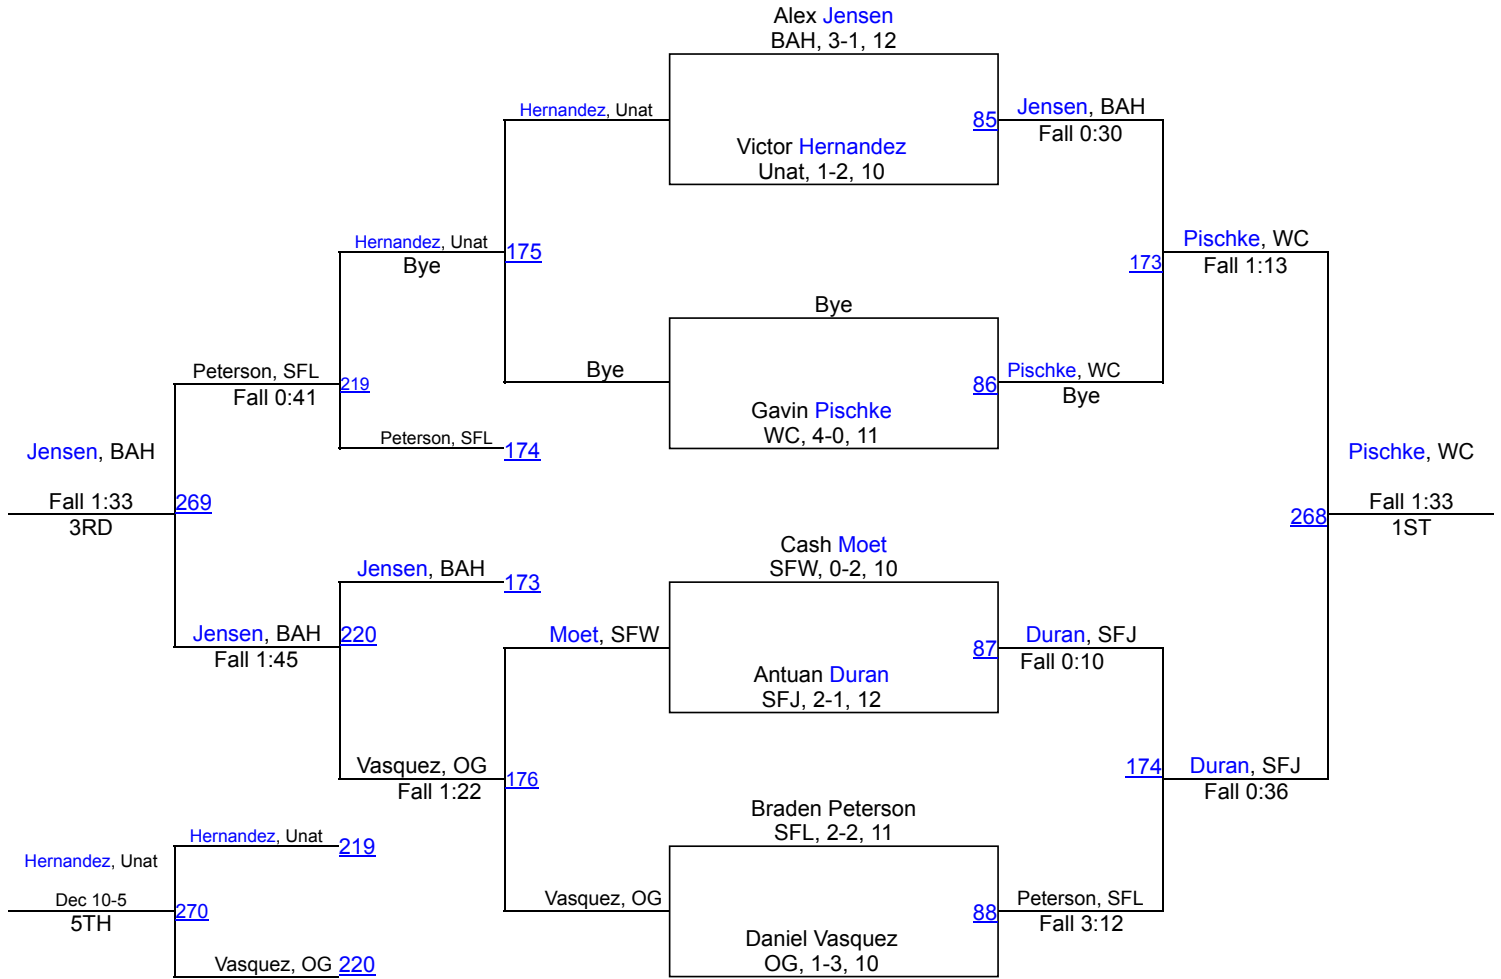 Alex Jensen
BAH, 3-1, 12
Hernandez, Unat
85
Jensen, BAH
Fall 0:30
Victor Hernandez
Unat, 1-2, 10
Hernandez, Unat
Bye
175
173
Pischke, WC
Fall 1:13
Bye
Peterson, SFL
Fall 0:41
219
Bye
86
Pischke, WC
Bye
Gavin Pischke
WC, 4-0, 11
Peterson, SFL
174
Jensen, BAH
Fall 1:33
3RD
269
Pischke, WC
Fall 1:33
1ST
268
Cash Moet
SFW, 0-2, 10
Jensen, BAH
173
Jensen, BAH
Fall 1:45
220
Moet, SFW
87
Duran, SFJ
Fall 0:10
Antuan Duran
SFJ, 2-1, 12
Vasquez, OG
Fall 1:22
176
174
Duran, SFJ
Fall 0:36
Braden Peterson
SFL, 2-2, 11
Hernandez, Unat
219
Hernandez, Unat
Dec 10-5
5TH
270
Vasquez, OG
88
Peterson, SFL
Fall 3:12
Daniel Vasquez
OG, 1-3, 10
Vasquez, OG
220